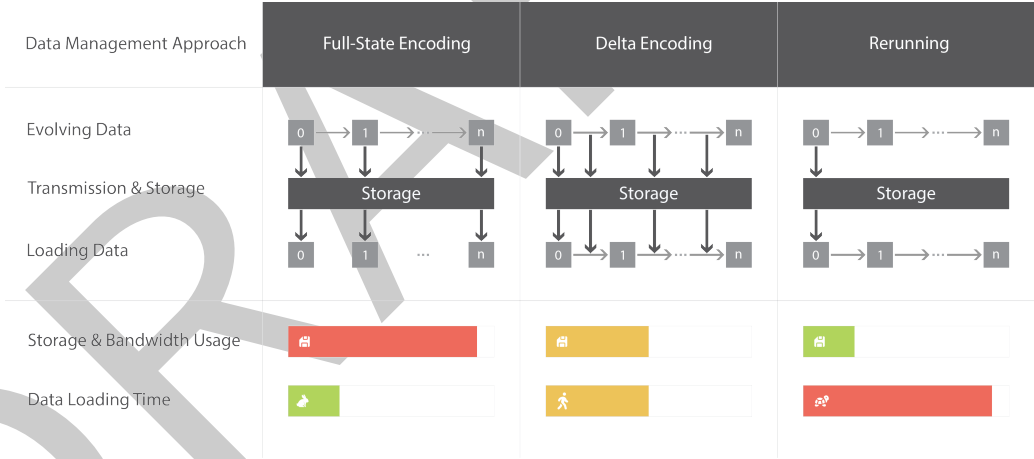 Data Management Approach Full-State Encoding Delta Encoding Rerunning
Evolving Data 0 1 ... n 0 1 ... n 0 1 ... n
Transmission & Storage Storage Storage Storage
Loading Data 0 1 ... n 0 1 ... n 0 1 ... n
Storage & Bandwidth Usage
Data Loading Time